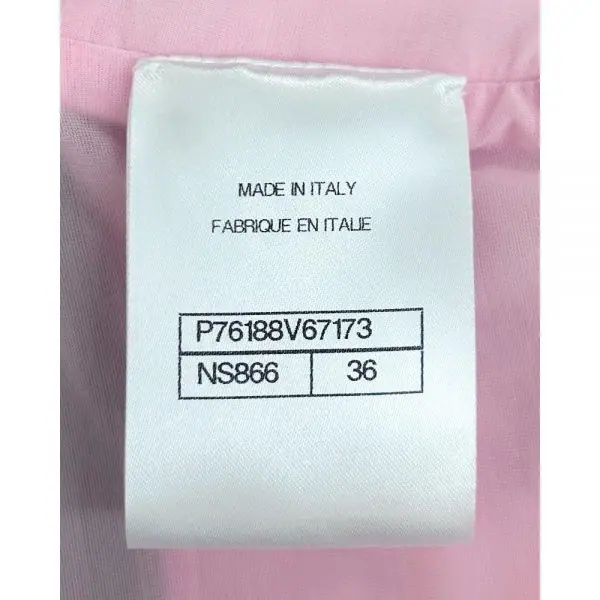 MADE IN ITALY
FABRIQUE EN ITALIE
P76188V67173
NS866 36